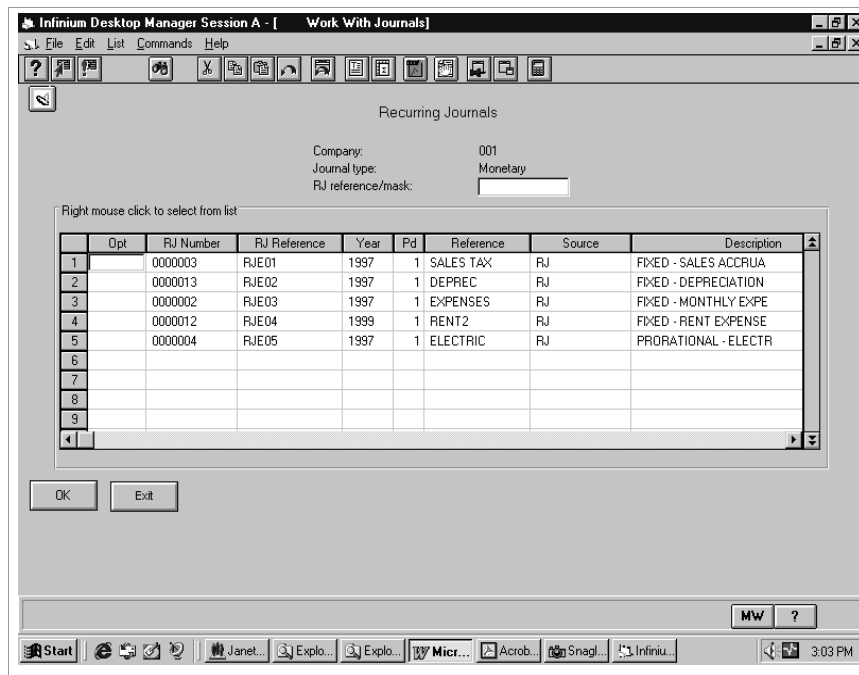 Infinium Desktop Manager Session A - [ Work With Journals]
File Edit List Commands Help
Recurring Journals
Company: 001
Journal type: Monetary
RJ reference/mask:
Right mouse click to select from list
Opt RJ Number RJ Reference Year Pd Reference Source Description
1 0000003 RJE01 1997 1 SALES TAX RJ FIXED - SALES ACCRUA
2 0000013 RJE02 1997 1 DEPREC RJ FIXED - DEPRECIATION
3 0000002 RJE03 1997 1 EXPENSES RJ FIXED - MONTHLY EXPE
4 0000012 RJE04 1999 1 RENT2 RJ FIXED - RENT EXPENSE
5 0000004 RJE05 1997 1 ELECTRIC RJ PRORATIONAL - ELECTR
6
7
8
9
OK Exit
MW ?
Start Janet... Explo... Explo... Micr... Acrob... SnagI... Infiniu... 3:03 PM